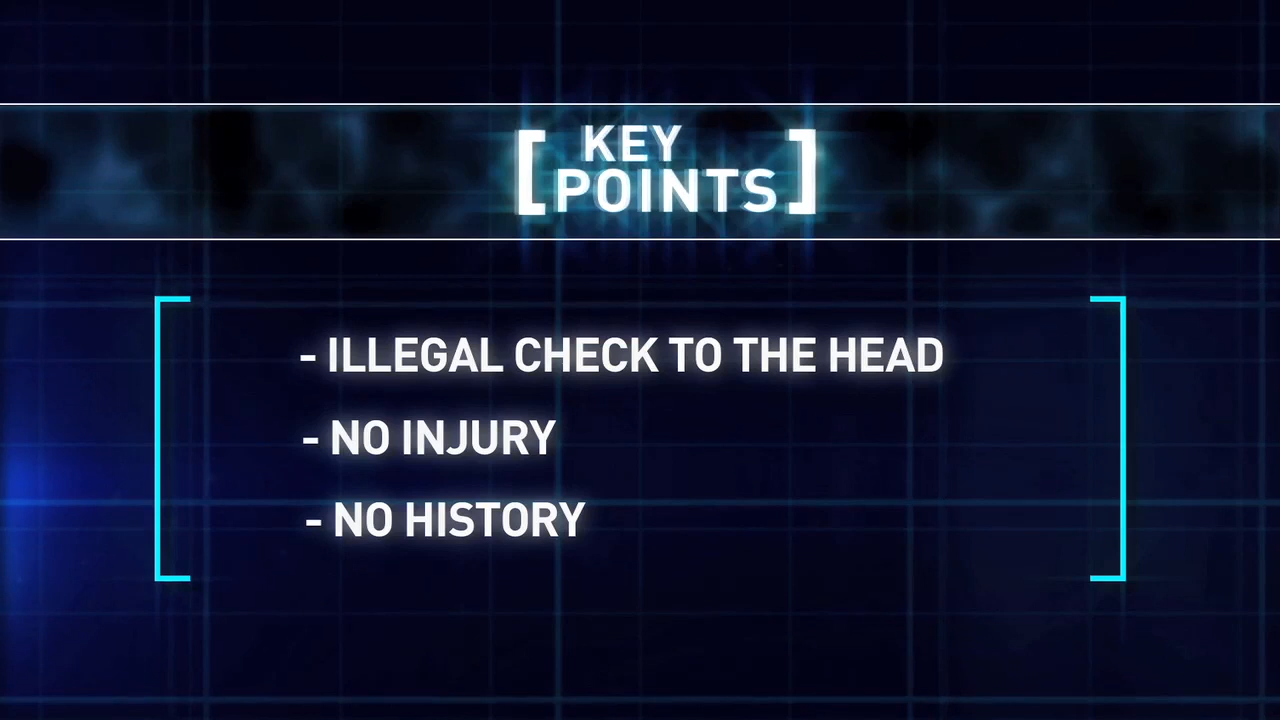 [KEY
POINTS]
- ILLEGAL CHECK TO THE HEAD
- NO INJURY
- NO HISTORY